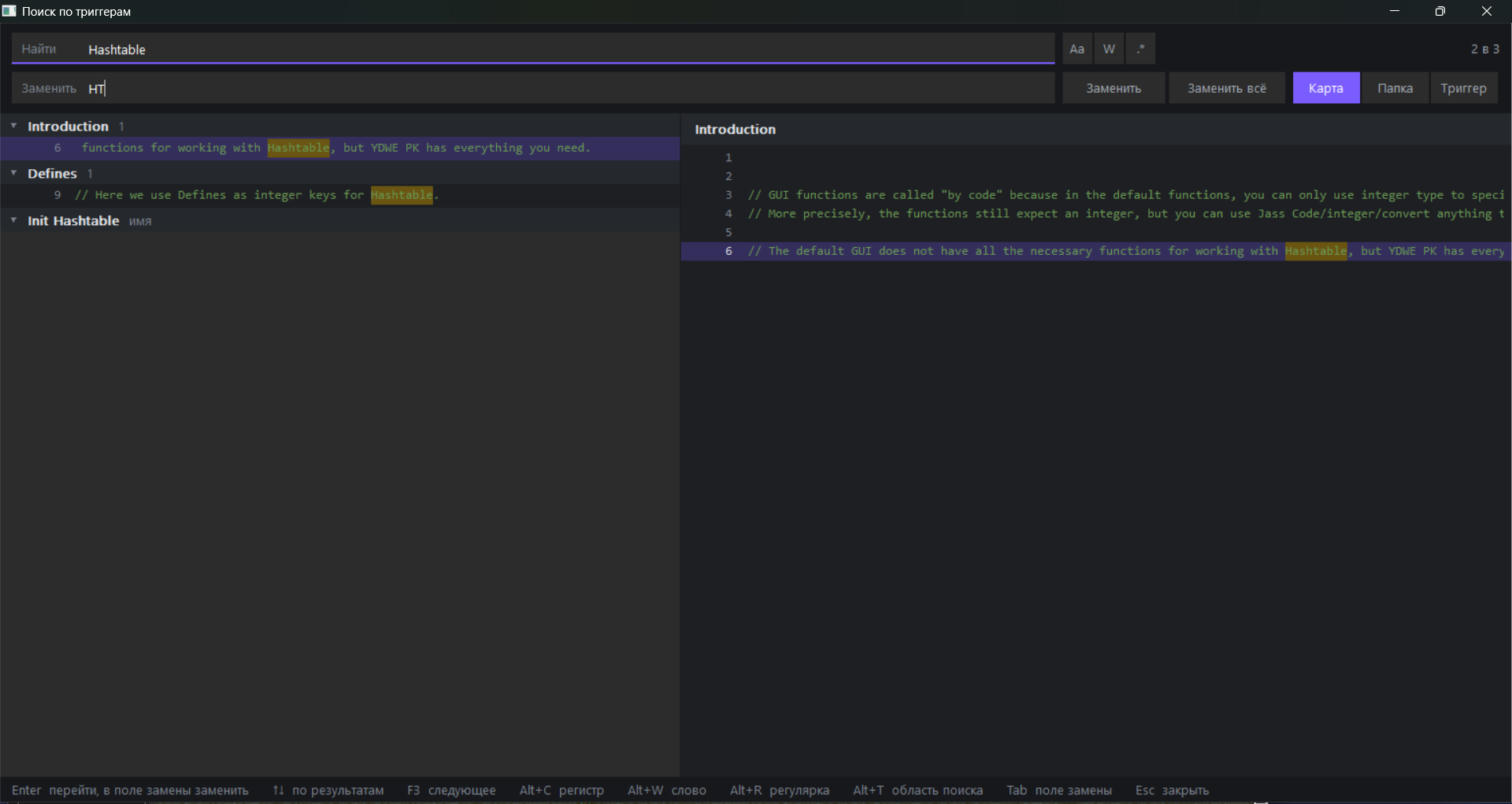 Поиск по триггерам
Найти Hashtable Aa W .* 2 в 3
Заменить HT Заменить Заменить всё Карта Папка Триггер
Introduction 1
6 functions for working with Hashtable, but YDWE PK has everything you need.
Defines 1
9 // Here we use Defines as integer keys for Hashtable.
Init Hashtable имя
Introduction
1
2
3 // GUI functions are called "by code" because in the default functions, you can only use integer type to speci
4 // More precisely, the functions still expect an integer, but you can use Jass Code/integer/convert anything t
5
6 // The default GUI does not have all the necessary functions for working with Hashtable, but YDWE PK has every
Enter перейти, в поле замены заменить ↑↓ по результатам F3 следующее Alt+C регистр Alt+W слово Alt+R регулярка Alt+T область поиска Tab поле замены Esc закрыть